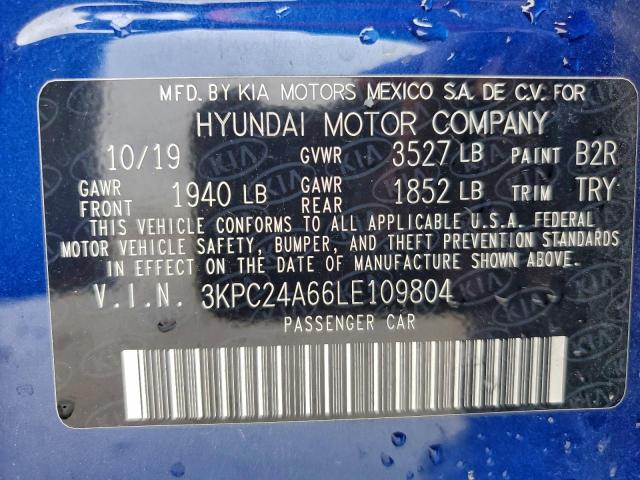 MFD. BY KIA MOTORS MEXICO S.A. DE C.V. FOR
HYUNDAI MOTOR COMPANY
10/19 GVWR 3527 LB PAINT B2R
GAWR FRONT 1940 LB GAWR REAR 1852 LB TRIM TRY
THIS VEHICLE CONFORMS TO ALL APPLICABLE U.S.A. FEDERAL
MOTOR VEHICLE SAFETY, BUMPER, AND THEFT PREVENTION STANDARDS
IN EFFECT ON THE DATE OF MANUFACTURE SHOWN ABOVE.
V.I.N. 3KPC24A66LE109804
PASSENGER CAR